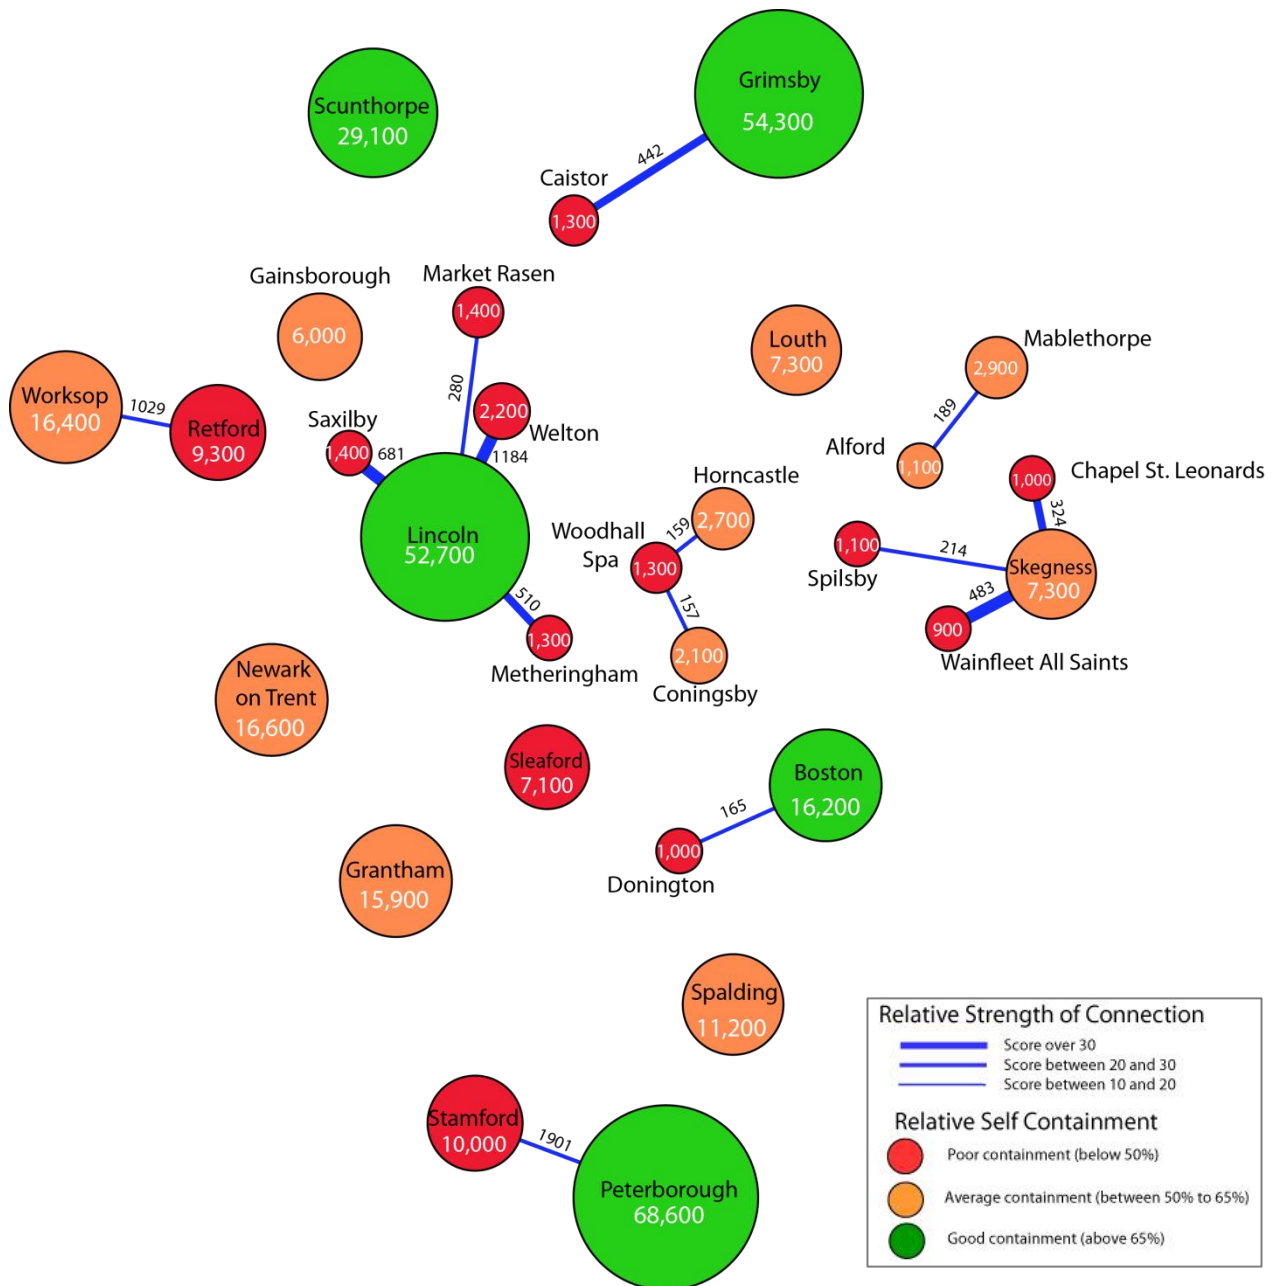 Scunthorpe
29,100
Grimsby
54,300
442
Caistor
1,300
Gainsborough
6,000
Market Rasen
1,400
280
Louth
7,300
Mablethorpe
2,900
189
Alford
1,100
Worksop
16,400
1029
Retford
9,300
Saxilby
1,400
681
2,200
Welton
1184
Lincoln
52,700
510
1,300
Metheringham
Horncastle
2,700
159
Woodhall
Spa
1,300
157
2,100
Coningsby
1,000
Chapel St. Leonards
324
1,100
Spilsby
214
Skegness
7,300
483
900
Wainfleet All Saints
Newark
on Trent
16,600
Sleaford
7,100
Boston
16,200
165
1,000
Donington
Grantham
15,900
Spalding
11,200
Stamford
10,000
1901
Peterborough
68,600
Relative Strength of Connection
Score over 30
Score between 20 and 30
Score between 10 and 20
Relative Self Containment
Poor containment (below 50%)
Average containment (between 50% to 65%)
Good containment (above 65%)